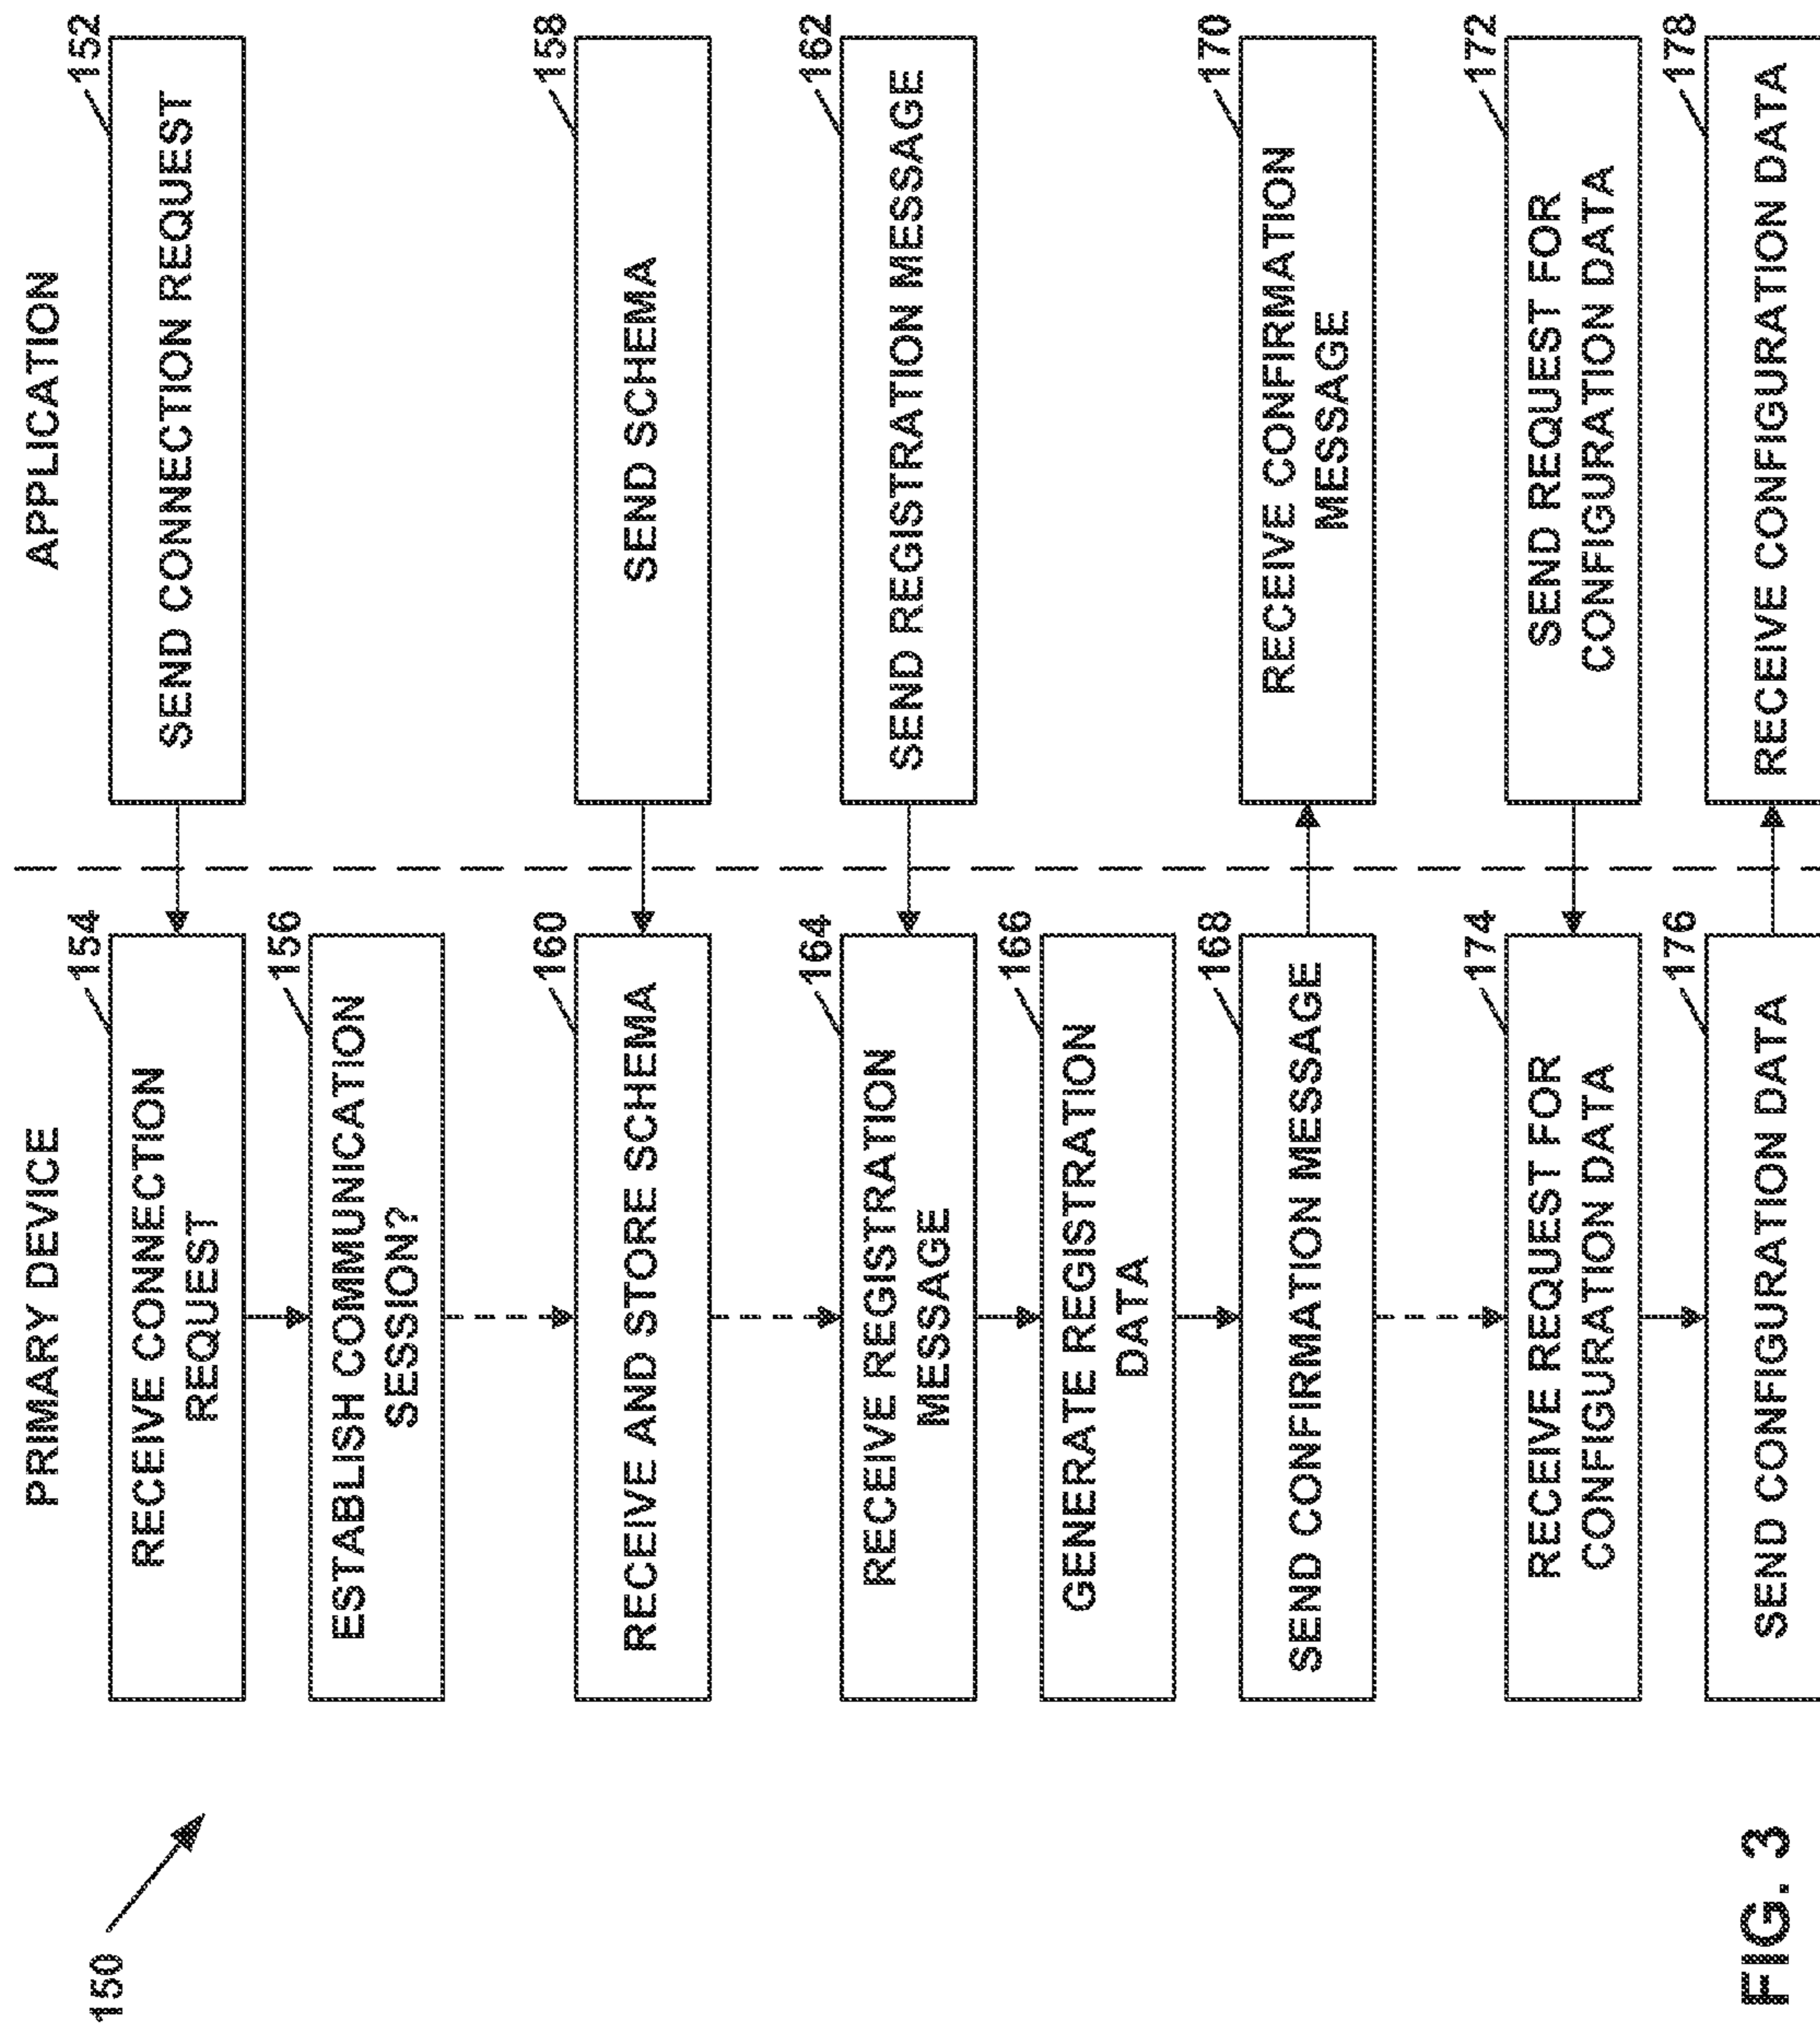 150
PRIMARY DEVICE
APPLICATION
154
RECEIVE CONNECTION
REQUEST
152
SEND CONNECTION REQUEST
156
ESTABLISH COMMUNICATION
SESSION?
160
RECEIVE AND STORE SCHEMA
158
SEND SCHEMA
164
RECEIVE REGISTRATION
MESSAGE
162
SEND REGISTRATION MESSAGE
166
GENERATE REGISTRATION
DATA
168
SEND CONFIRMATION MESSAGE
170
RECEIVE CONFIRMATION
MESSAGE
174
RECEIVE REQUEST FOR
CONFIGURATION DATA
172
SEND REQUEST FOR
CONFIGURATION DATA
176
SEND CONFIGURATION DATA
178
RECEIVE CONFIGURATION DATA
FIG. 3